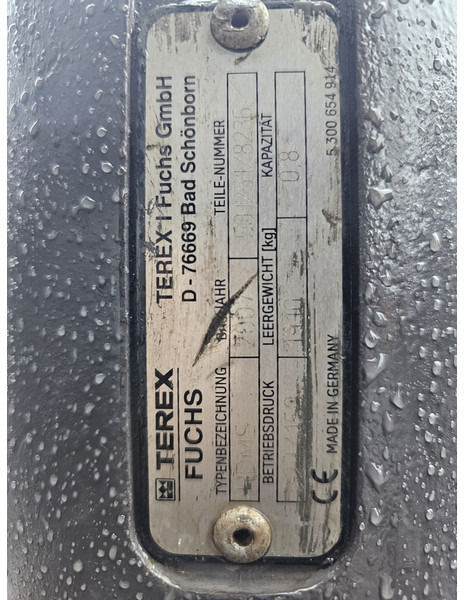 TEREX TEREX I Fuchs GmbH
FUCHS D - 76669 Bad Schönborn
TYPENBEZEICHNUNG BAUJAHR TEILE-NUMMER
2007
BETRIEBSDRUCK LEERGEWICHT [kg] KAPAZITÄT
0,8
CE MADE IN GERMANY 5 300 654 914